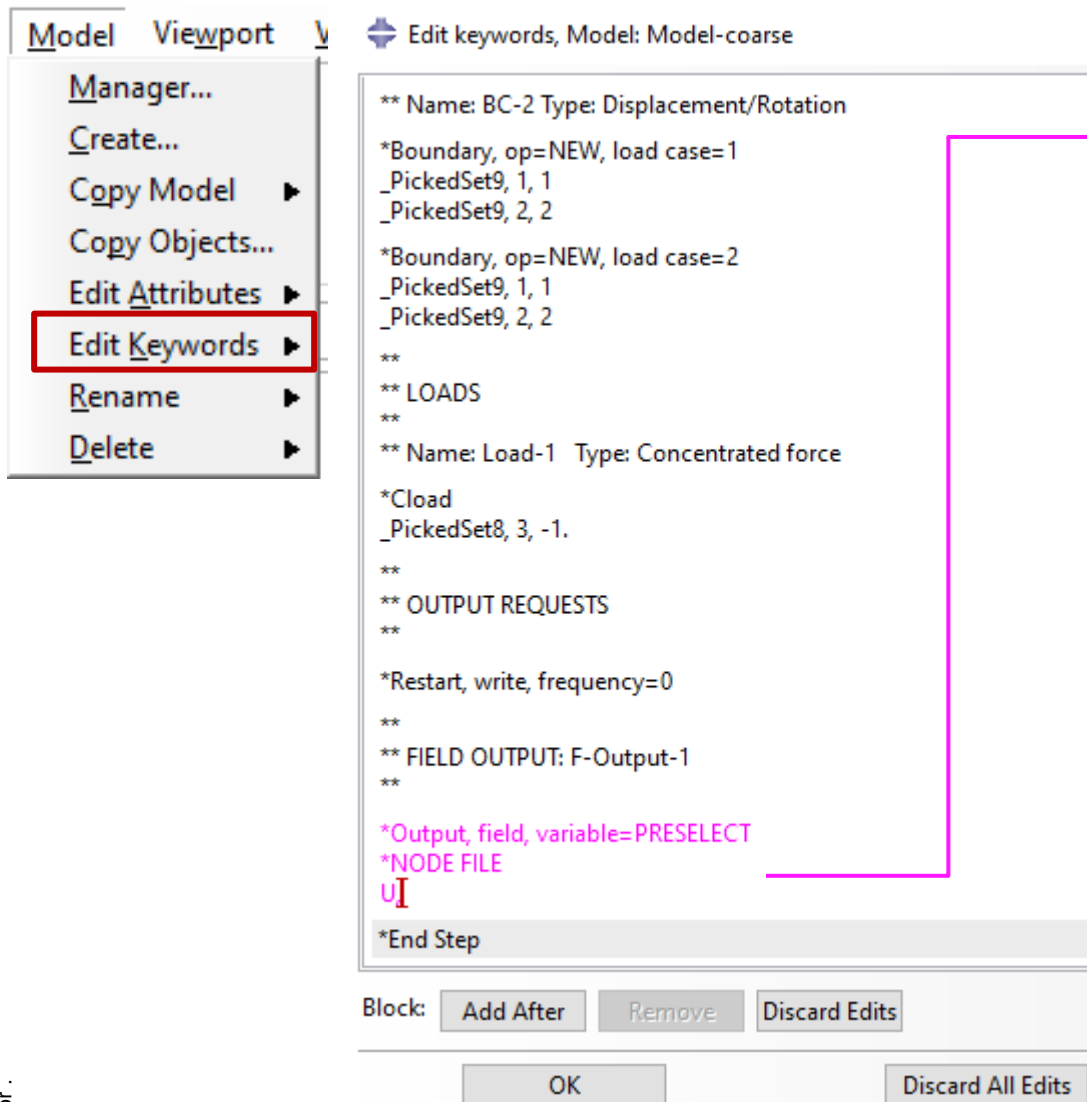 Model Viewport
Manager...
Create...
Copy Model
Copy Objects...
Edit Attributes
Edit Keywords
Rename
Delete
Edit keywords, Model: Model-coarse
** Name: BC-2 Type: Displacement/Rotation
*Boundary, op=NEW, load case=1
_PickedSet9, 1, 1
_PickedSet9, 2, 2
*Boundary, op=NEW, load case=2
_PickedSet9, 1, 1
_PickedSet9, 2, 2
**
** LOADS
**
** Name: Load-1   Type: Concentrated force
*Cload
_PickedSet8, 3, -1.
**
** OUTPUT REQUESTS
**
*Restart, write, frequency=0
**
** FIELD OUTPUT: F-Output-1
**
*Output, field, variable=PRESELECT
*NODE FILE
U,
*End Step
Block: Add After Remove Discard Edits
OK Discard All Edits